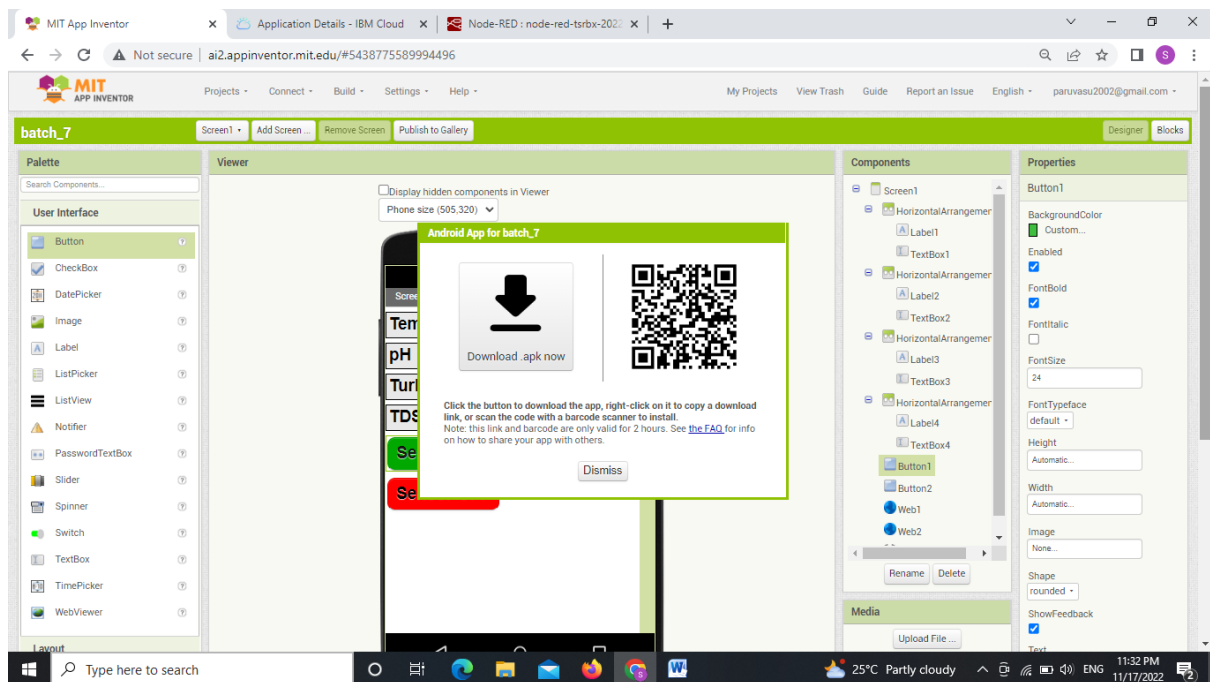 MIT App Inventor
Application Details - IBM Cloud
Node-RED : node-red-tsrbx-2022
Not secure
ai2.appinventor.mit.edu/#5438775589994496
S
MIT
APP INVENTOR
Projects
Connect
Build
Settings
Help
My Projects
View Trash
Guide
Report an Issue
English
paruvasu2002@gmail.com
batch_7
Screen1
Add Screen ...
Remove Screen
Publish to Gallery
Designer
Blocks
Palette
Search Components...
User Interface
Button
CheckBox
DatePicker
Image
Label
ListPicker
ListView
Notifier
PasswordTextBox
Slider
Spinner
Switch
TextBox
TimePicker
WebViewer
Layout
Viewer
Display hidden components in Viewer
Phone size (505,320)
Scree
Tem
pH
Turl
TDS
Se
Se
Android App for batch_7
Download .apk now
Click the button to download the app, right-click on it to copy a download
link, or scan the code with a barcode scanner to install.
Note: this link and barcode are only valid for 2 hours. See the FAQ for info
on how to share your app with others.
Dismiss
Components
Screen1
HorizontalArrangemer
Label1
TextBox1
HorizontalArrangemer
Label2
TextBox2
HorizontalArrangemer
Label3
TextBox3
HorizontalArrangemer
Label4
TextBox4
Button1
Button2
Web1
Web2
Rename
Delete
Media
Upload File ...
Properties
Button1
BackgroundColor
Custom...
Enabled
FontBold
FontItalic
FontSize
24
FontTypeface
default
Height
Automatic...
Width
Automatic...
Image
None...
Shape
rounded
ShowFeedback
Text
Type here to search
W
S
25°C Partly cloudy
ENG
11:32 PM
11/17/2022
2